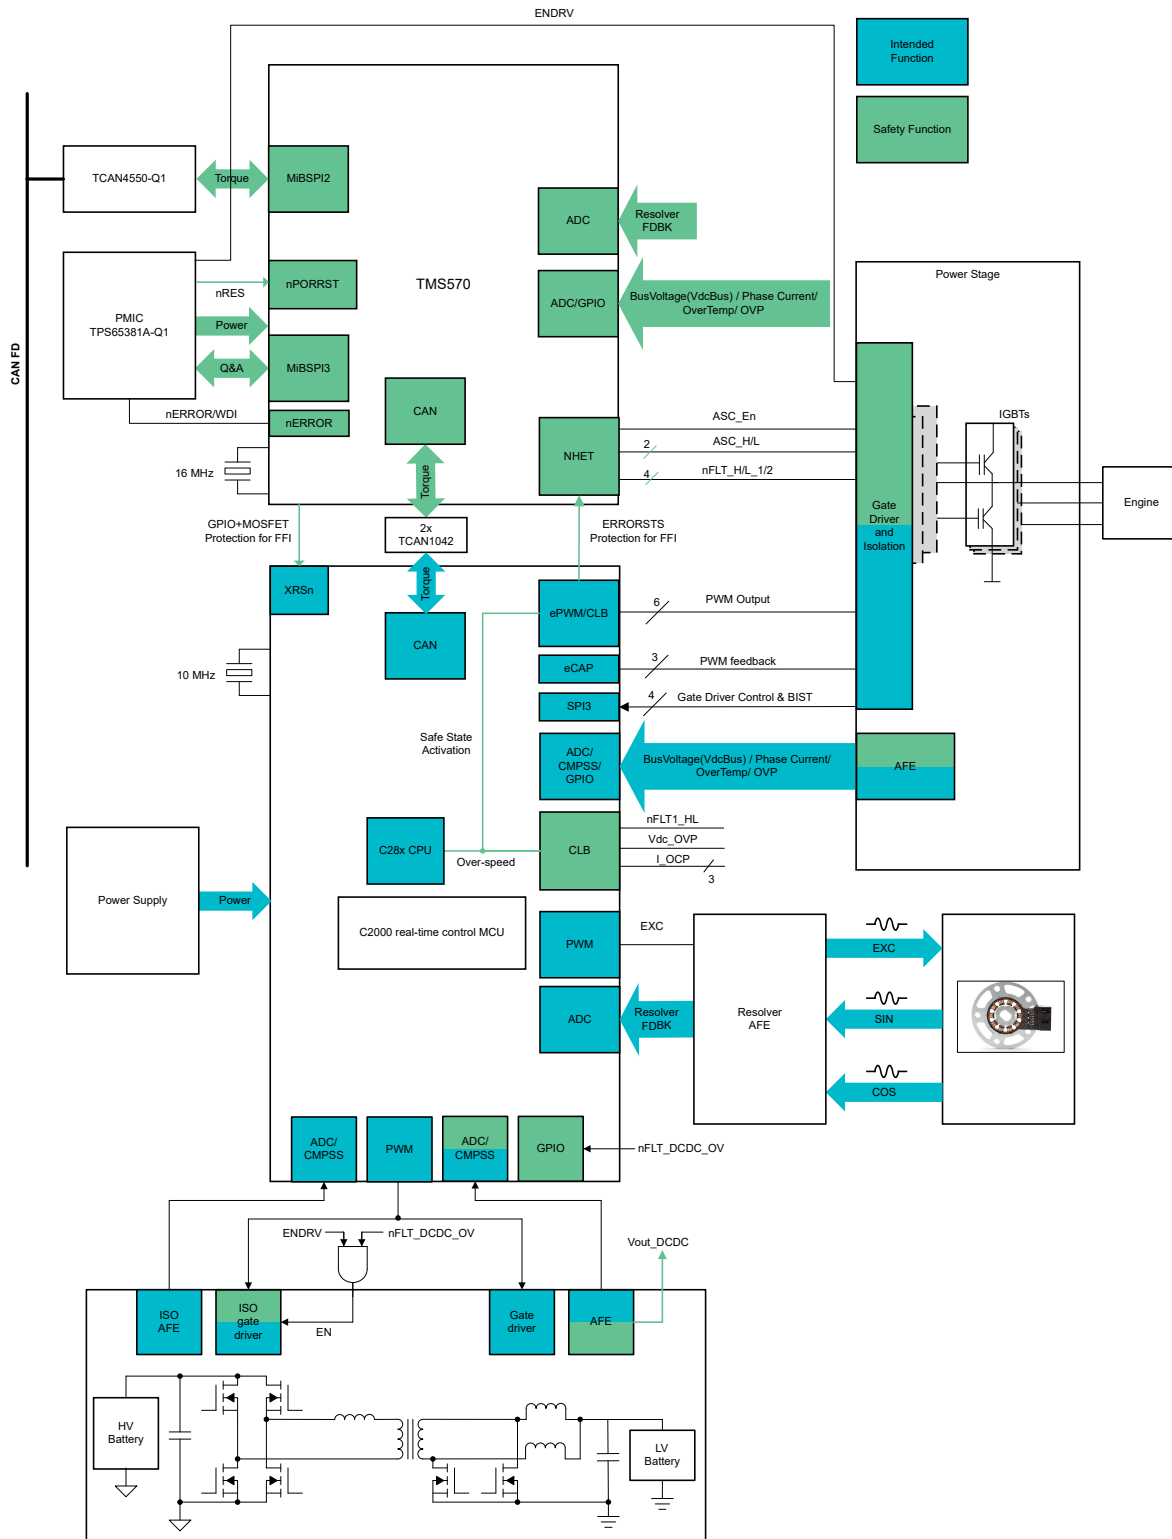 ENDRV
Intended
Function
Safety Function
CAN FD
TCAN4550-Q1
Torque
MiBSPI2
PMIC
TPS65381A-Q1
nRES
nPORRST
Power
Q&A
MiBSPI3
nERROR/WDI
nERROR
16 MHz
TMS570
ADC
Resolver
FDBK
ADC/GPIO
BusVoltage(VdcBus) / Phase Current/
OverTemp/ OVP
CAN
Torque
NHET
ASC_En
2
ASC_H/L
4
nFLT_H/L_1/2
Power Stage
Gate
Driver
and
Isolation
IGBTs
Engine
GPIO+MOSFET
Protection for FFI
2x
TCAN1042
ERRORSTS
Protection for FFI
XRSn
Torque
CAN
10 MHz
ePWM/CLB
6
PWM Output
eCAP
3
PWM feedback
SPI3
4
Gate Driver Control & BIST
Safe State
Activation
ADC/
CMPSS/
GPIO
BusVoltage(VdcBus) / Phase Current/
OverTemp/ OVP
AFE
C28x CPU
Over-speed
CLB
nFLT1_HL
Vdc_OVP
I_OCP
3
Power Supply
Power
C2000 real-time control MCU
PWM
EXC
ADC
Resolver
FDBK
Resolver
AFE
EXC
SIN
COS
ADC/
CMPSS
PWM
ADC/
CMPSS
GPIO
nFLT_DCDC_OV
ENDRV
nFLT_DCDC_OV
Vout_DCDC
ISO
AFE
ISO
gate
driver
EN
Gate
driver
AFE
HV
Battery
LV
Battery